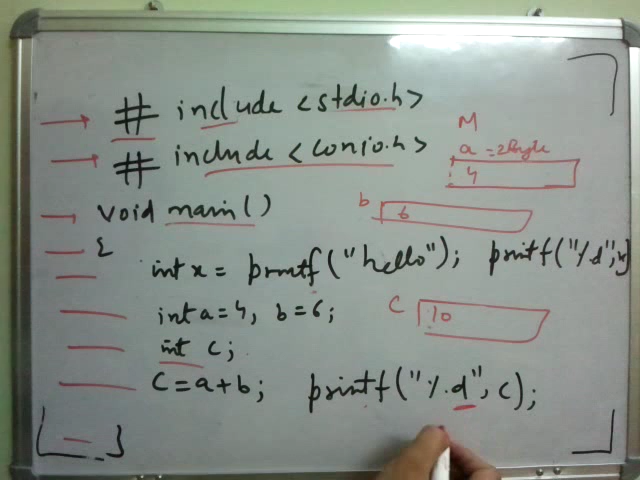 # include <stdio.h>
M
# include <conio.h>
a = 2byte
4
void main()
b 6
{
int x = printf("hello"); printf("%d", x)
int a=4, b=6;
C 10
int c;
C=a+b; printf("%d", c);
}